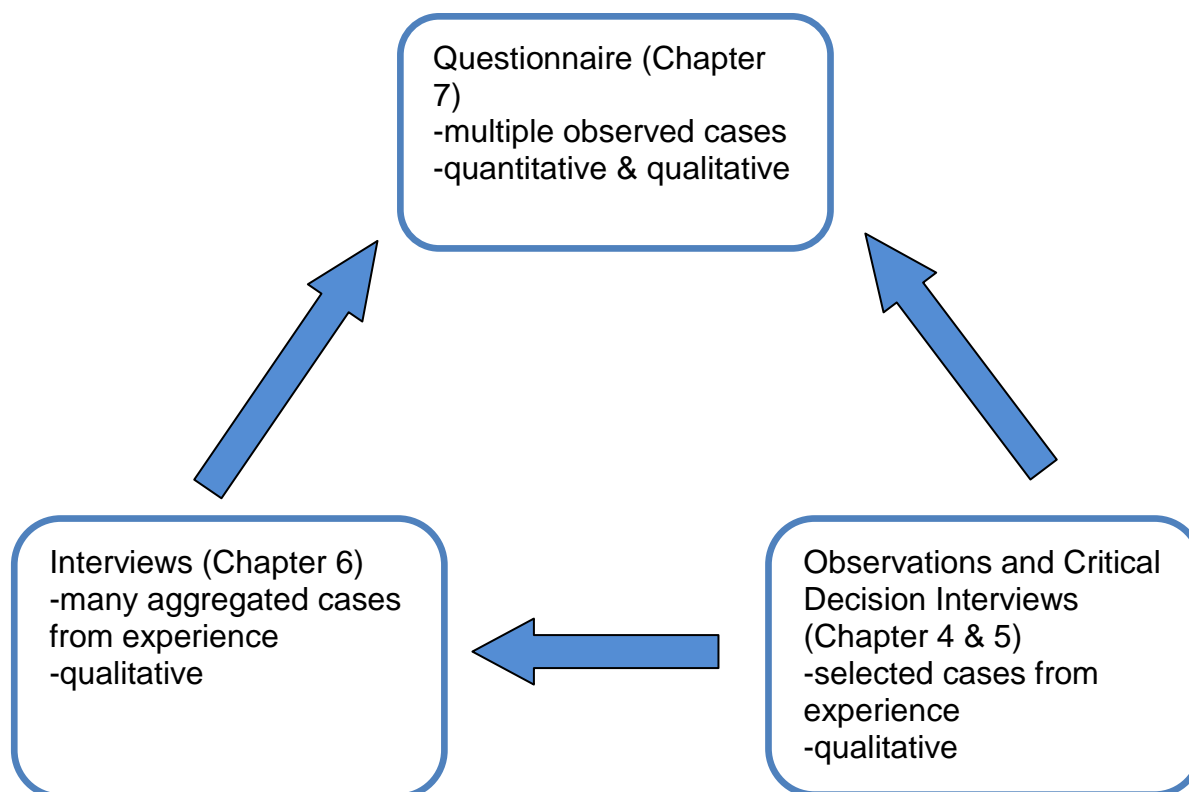 Questionnaire (Chapter
7)
-multiple observed cases
-quantitative & qualitative
Interviews (Chapter 6)
-many aggregated cases
from experience
-qualitative
Observations and Critical
Decision Interviews
(Chapter 4 & 5)
-selected cases from
experience
-qualitative